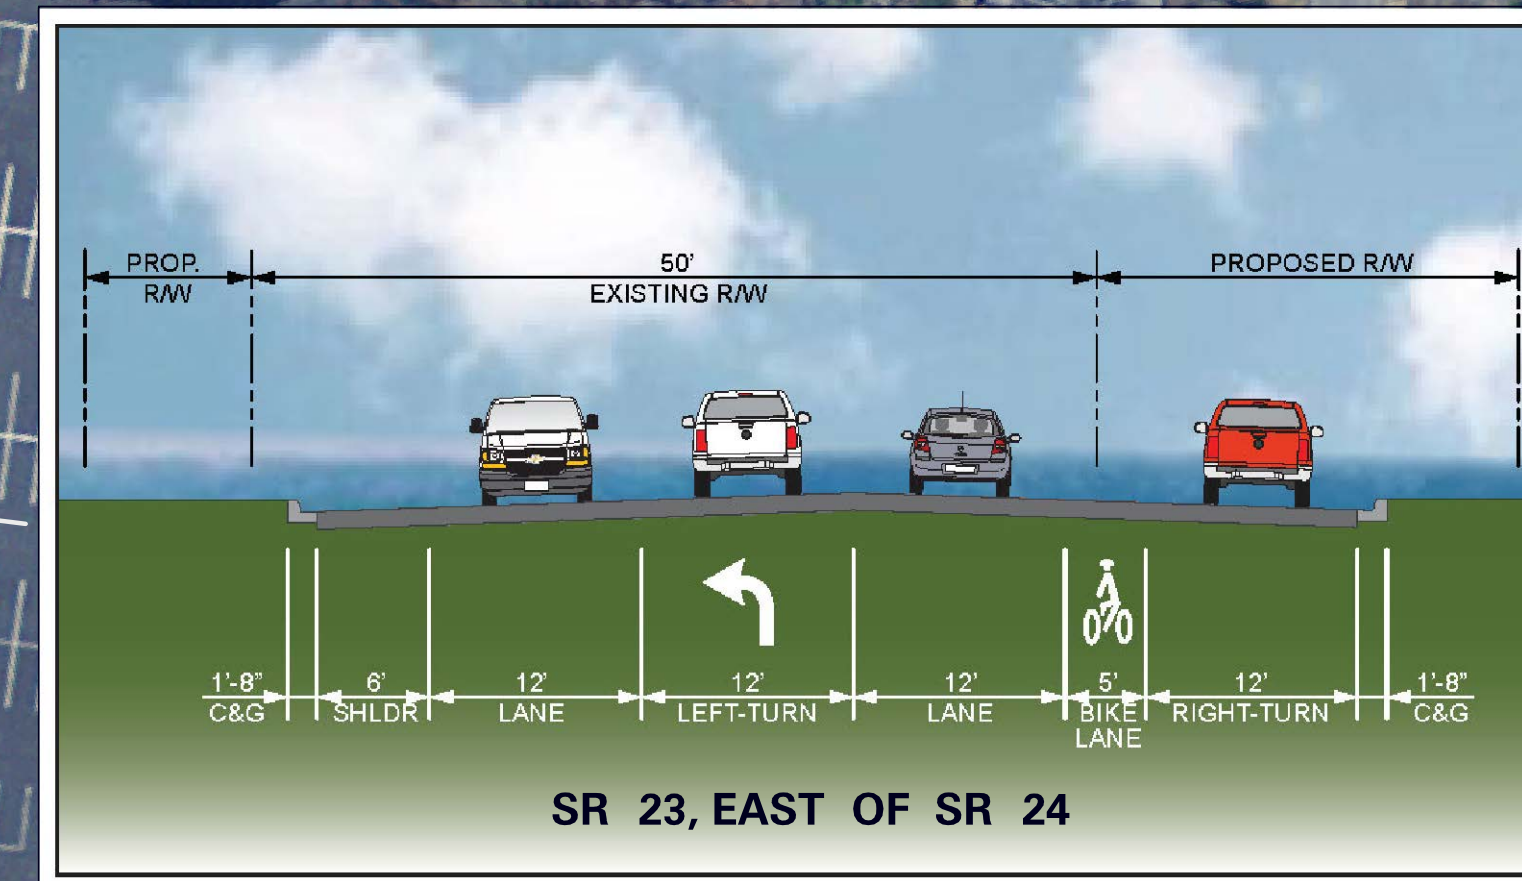 PROP.
R/W
50'
EXISTING R/W
PROPOSED R/W
1'-8"
C&G
6'
SHLDR
12'
LANE
12'
LEFT-TURN
12'
LANE
5'
BIKE
LANE
12'
RIGHT-TURN
1'-8"
C&G
SR 23, EAST OF SR 24